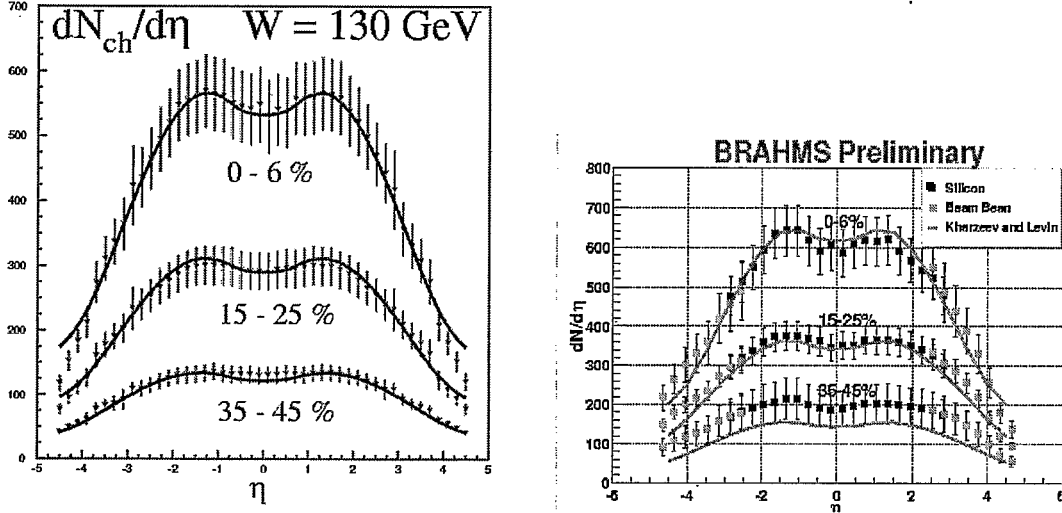 dN_ch/dη W = 130 GeV
700
600
500
400
300
200
100
0
0 - 6 %
15 - 25 %
35 - 45 %
-5 -4 -3 -2 -1 0 1 2 3 4 5
η
BRAHMS Preliminary
dN/dη
800
700
600
500
400
300
200
100
0
Silicon
Beam Bean
Kharzeev and Levin
0-6%
15-25%
35-45%
-6 -4 -2 0 2 4 6
η